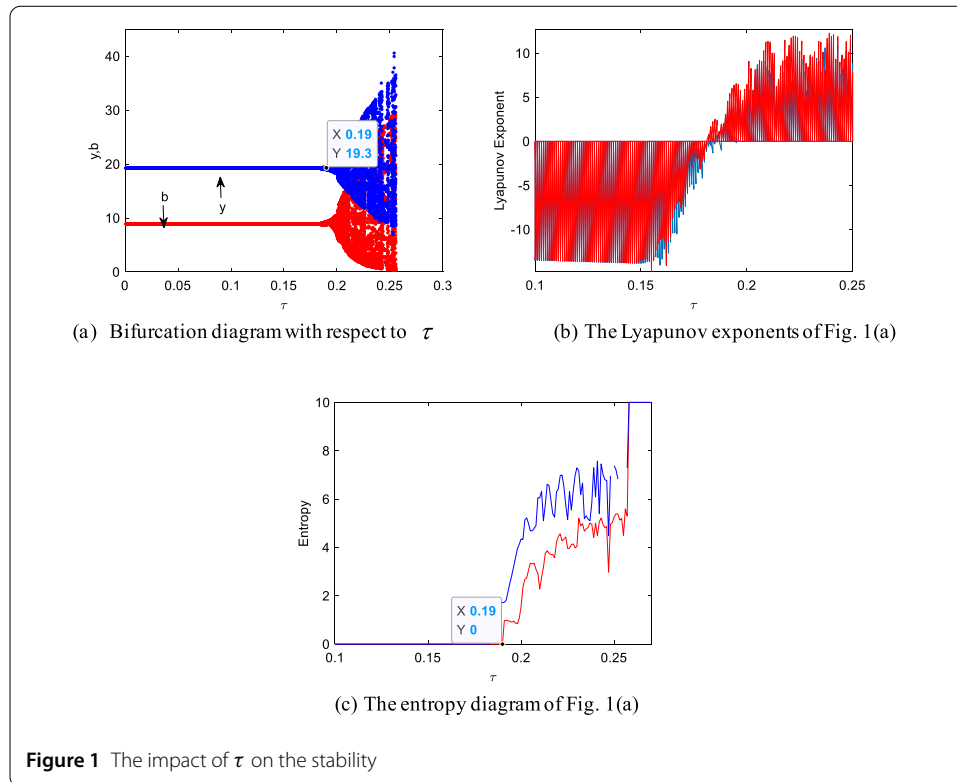 y,b
40
30
20
10
0
X 0.19
Y 19.3
b
y
0 0.05 0.1 0.15 0.2 0.25 0.3
τ
(a) Bifurcation diagram with respect to τ
Lyapunov Exponent
10
5
0
-5
-10
0.1 0.15 0.2 0.25
τ
(b) The Lyapunov exponents of Fig. 1(a)
Entropy
10
8
6
4
2
0
X 0.19
Y 0
0.1 0.15 0.2 0.25
τ
(c) The entropy diagram of Fig. 1(a)
Figure 1 The impact of τ on the stability